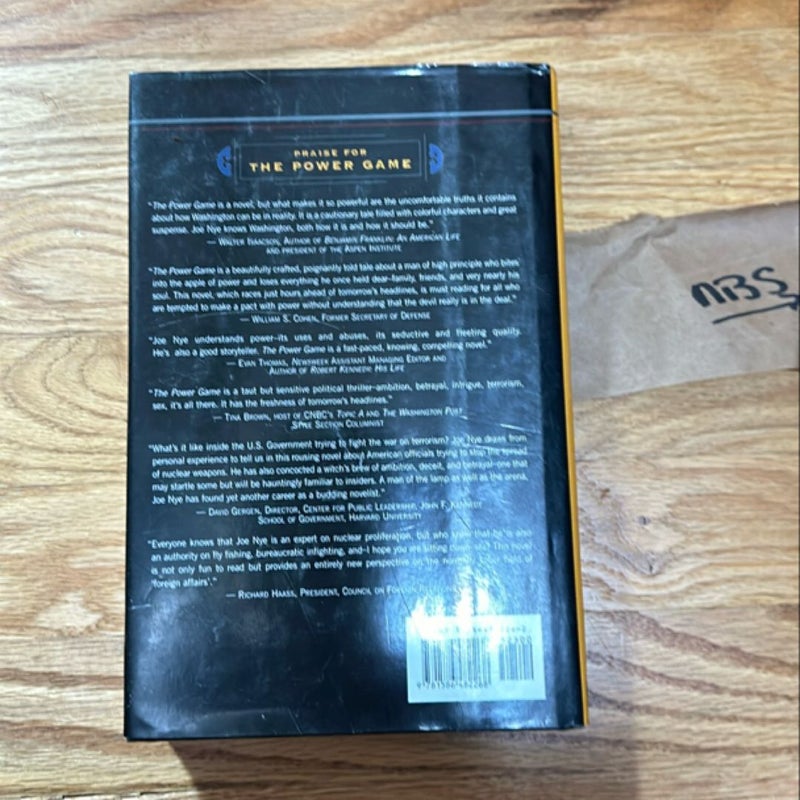 PRAISE FOR
THE POWER GAME
"The Power Game is a novel, but what makes it so powerful are the uncomfortable truths it contains
about how Washington can be in reality. It is a cautionary tale filled with colorful characters and great
suspense. Joe Nye knows Washington, both how it is and how it should be."
— WALTER ISAACSON, AUTHOR OF BENJAMIN FRANKLIN: AN AMERICAN LIFE
AND PRESIDENT OF THE ASPEN INSTITUTE
"The Power Game is a beautifully crafted, poignantly told tale about a man of high principle who bites
into the apple of power and loses everything he once held dear–family, friends, and very nearly his
soul. This novel, which races just hours ahead of tomorrow's headlines, is must reading for all who
are tempted to make a pact with power without understanding that the devil really is in the deal."
— WILLIAM S. COHEN, FORMER SECRETARY OF DEFENSE
"Joe Nye understands power–its uses and abuses, its seductive and fleeting quality.
He's also a good storyteller. The Power Game is a fast-paced, knowing, compelling novel."
— EVAN THOMAS, NEWSWEEK ASSISTANT MANAGING EDITOR AND
AUTHOR OF ROBERT KENNEDY: HIS LIFE
"The Power Game is a taut but sensitive political thriller–ambition, betrayal, intrigue, terrorism,
sex, it's all there. It has the freshness of tomorrow's headlines."
— TINA BROWN, HOST OF CNBC'S TOPIC A AND THE WASHINGTON POST
STYLE SECTION COLUMNIST
"What's it like inside the U.S. Government trying to fight the war on terrorism? Joe Nye draws from
personal experience to tell us in this rousing novel about American officials trying to stop the spread
of nuclear weapons. He has also concocted a witch's brew of ambition, deceit, and betrayal–one that
may startle some but will be hauntingly familiar to insiders. A man of the lamp as well as the arena,
Joe Nye has found yet another career as a budding novelist."
— DAVID GERGEN, DIRECTOR, CENTER FOR PUBLIC LEADERSHIP, JOHN F. KENNEDY
SCHOOL OF GOVERNMENT, HARVARD UNIVERSITY
"Everyone knows that Joe Nye is an expert on nuclear proliferation, but who knew that he is also
an authority on fly fishing, bureaucratic infighting, and–I hope you are sitting down–sex? This novel
is not only fun to read but provides an entirely new perspective on the normally sober field of
'foreign affairs'."
— RICHARD HAASS, PRESIDENT, COUNCIL ON FOREIGN
NBS